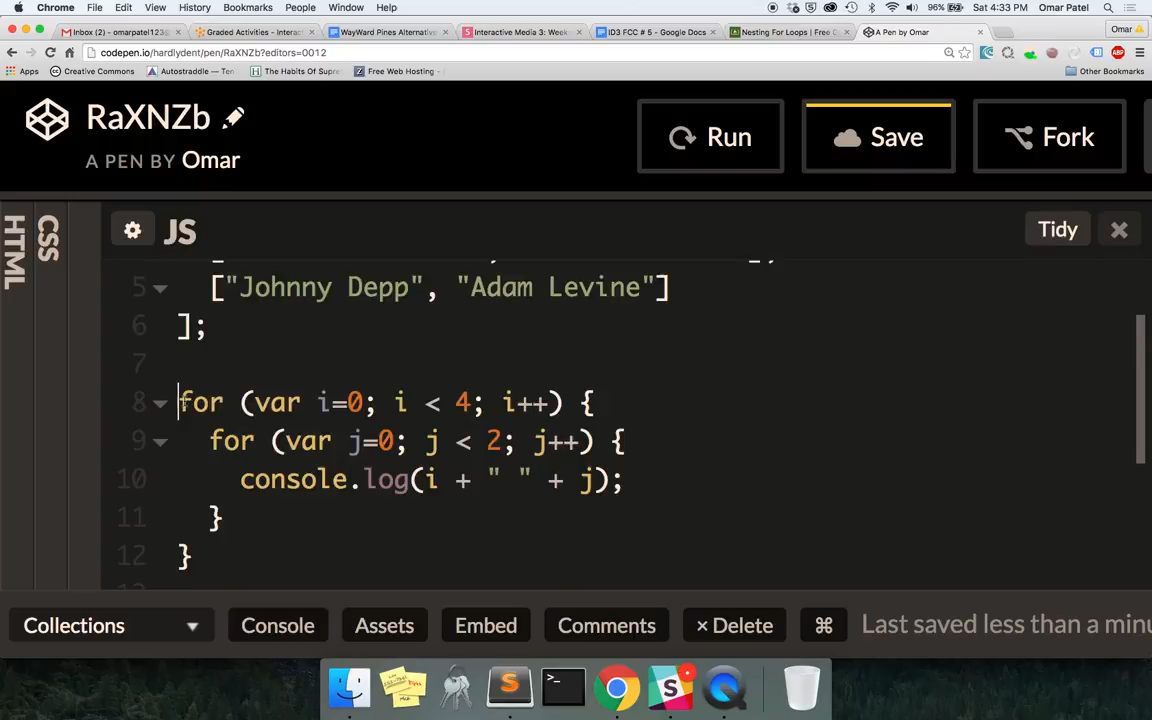 Chrome File Edit View History Bookmarks People Window Help 96% Sat 4:33 PM Omar Patel
Inbox (2) - omarpatel123@ Graded Activities - Interac WayWard Pines Alternative Interactive Media 3: Week ID3 FCC # 5 - Google Docs Nesting For Loops | Free C A Pen by Omar Omar
codepen.io/hardlydent/pen/RaXNZb?editors=0012
Apps Creative Commons Autostraddle — Ten The Habits Of Supre Free Web Hosting Other Bookmarks
RaXNZb
A PEN BY Omar
Run
Save
Fork
HTML
CSS
JS
Tidy
5 ["Johnny Depp", "Adam Levine"]
6 ];
7
8 for (var i=0; i < 4; i++) {
9 for (var j=0; j < 2; j++) {
10 console.log(i + " " + j);
11 }
12 }
Collections Console Assets Embed Comments × Delete ⌘ Last saved less than a minu